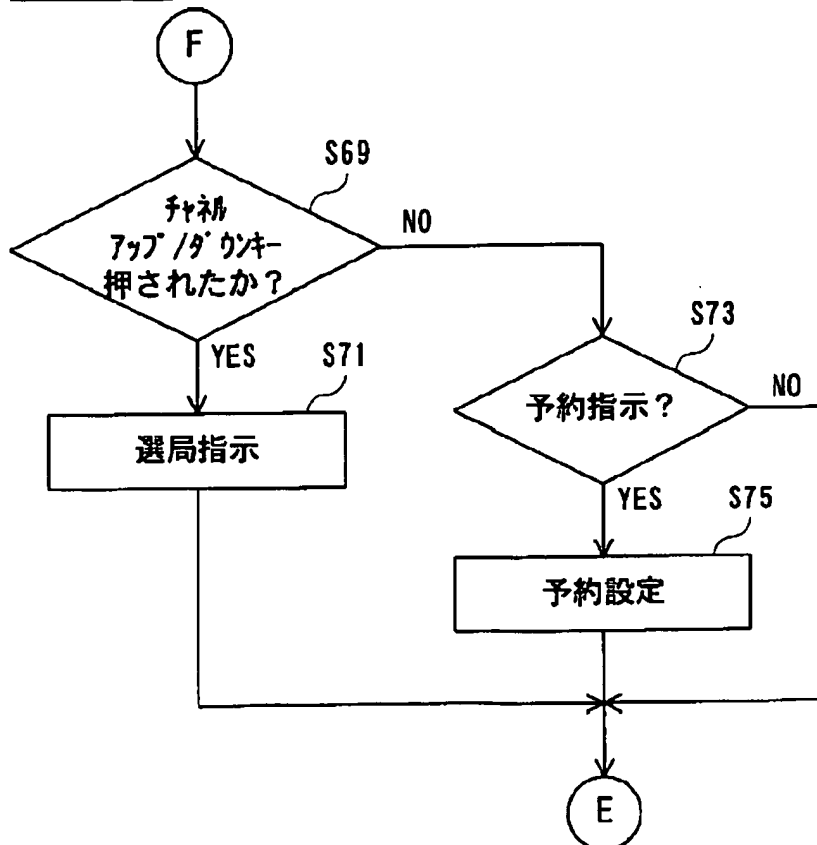 F
S69
チャネル
アップ/ダウンキー
押されたか?
NO
YES
S71
選局指示
S73
予約指示?
NO
YES
S75
予約設定
E